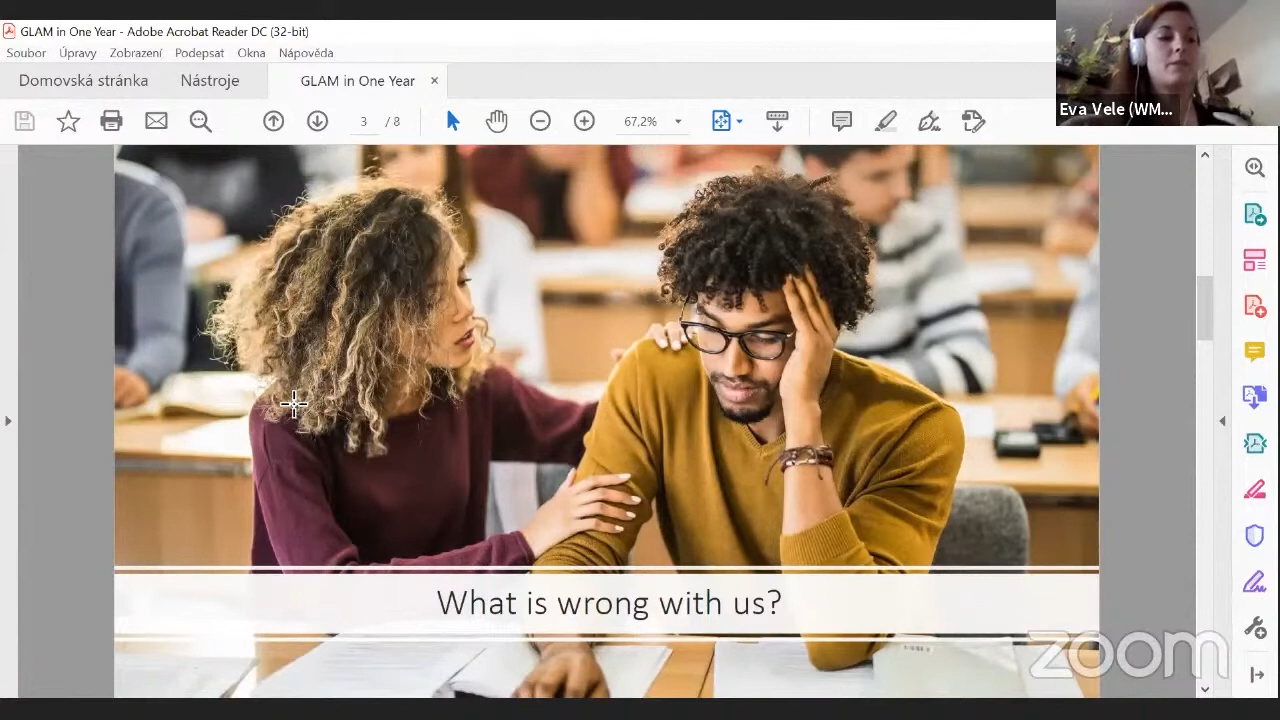 GLAM in One Year - Adobe Acrobat Reader DC (32-bit)
Soubor Úpravy Zobrazení Podepsat Okna Nápověda
Domovská stránka Nástroje GLAM in One Year ×
3 / 8 67,2%
Eva Vele (WM...
What is wrong with us?
zoom